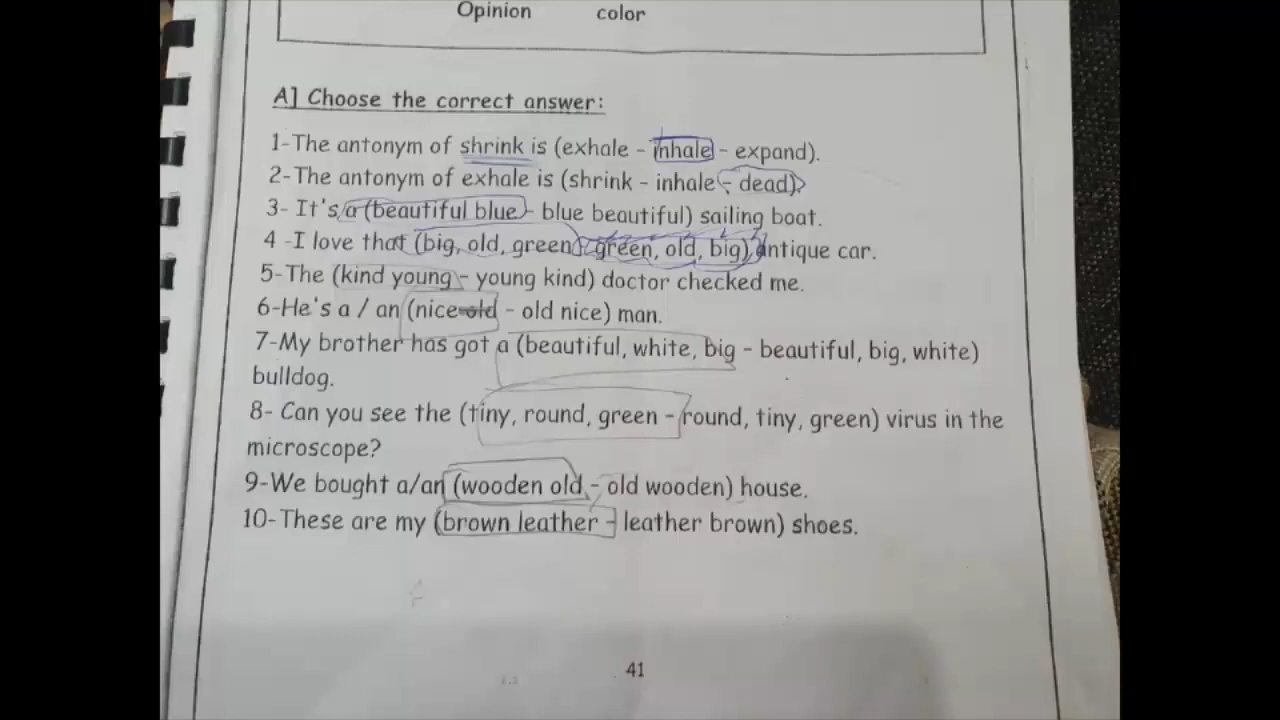 Opinion color
A] Choose the correct answer:
1-The antonym of shrink is (exhale - inhale - expand).
2-The antonym of exhale is (shrink - inhale - dead).
3- It's a (beautiful blue - blue beautiful) sailing boat.
4 -I love that (big, old, green - green, old, big) antique car.
5-The (kind young - young kind) doctor checked me.
6-He's a / an (nice old - old nice) man.
7-My brother has got a (beautiful, white, big - beautiful, big, white)
bulldog.
8- Can you see the (tiny, round, green - round, tiny, green) virus in the
microscope?
9-We bought a/an (wooden old - old wooden) house.
10-These are my (brown leather - leather brown) shoes.
41